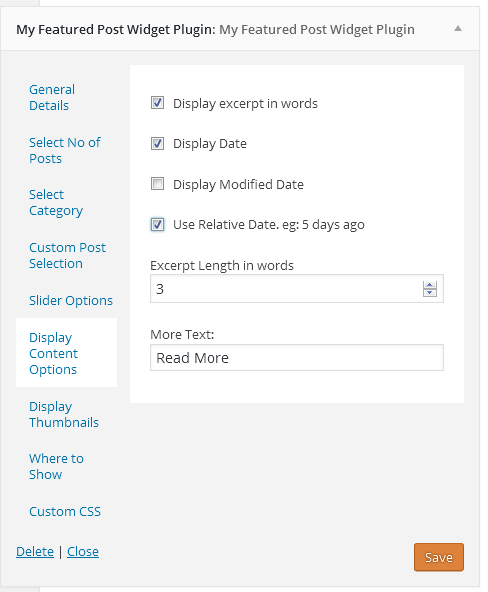 My Featured Post Widget Plugin: My Featured Post Widget Plugin
General
Details
Select No of
Posts
Select
Category
Custom Post
Selection
Slider Options
Display
Content
Options
Display
Thumbnails
Where to
Show
Custom CSS
Display excerpt in words
Display Date
Display Modified Date
Use Relative Date. eg: 5 days ago
Excerpt Length in words
3
More Text:
Read More
Delete | Close
Save